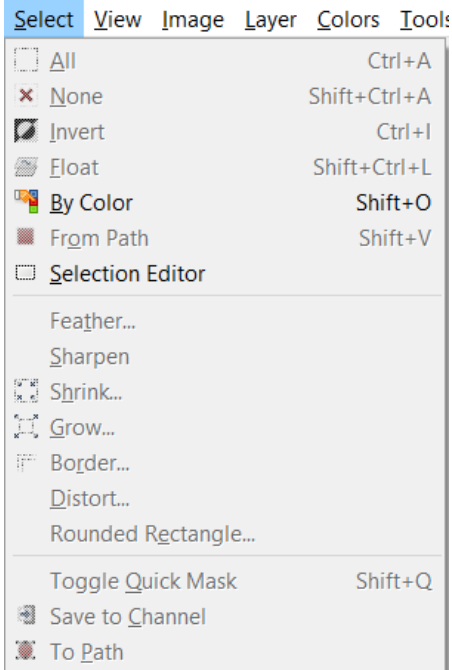 Select View Image Layer Colors Tools
All Ctrl+A
None Shift+Ctrl+A
Invert Ctrl+I
Float Shift+Ctrl+L
By Color Shift+O
From Path Shift+V
Selection Editor
Feather...
Sharpen
Shrink...
Grow...
Border...
Distort...
Rounded Rectangle...
Toggle Quick Mask Shift+Q
Save to Channel
To Path